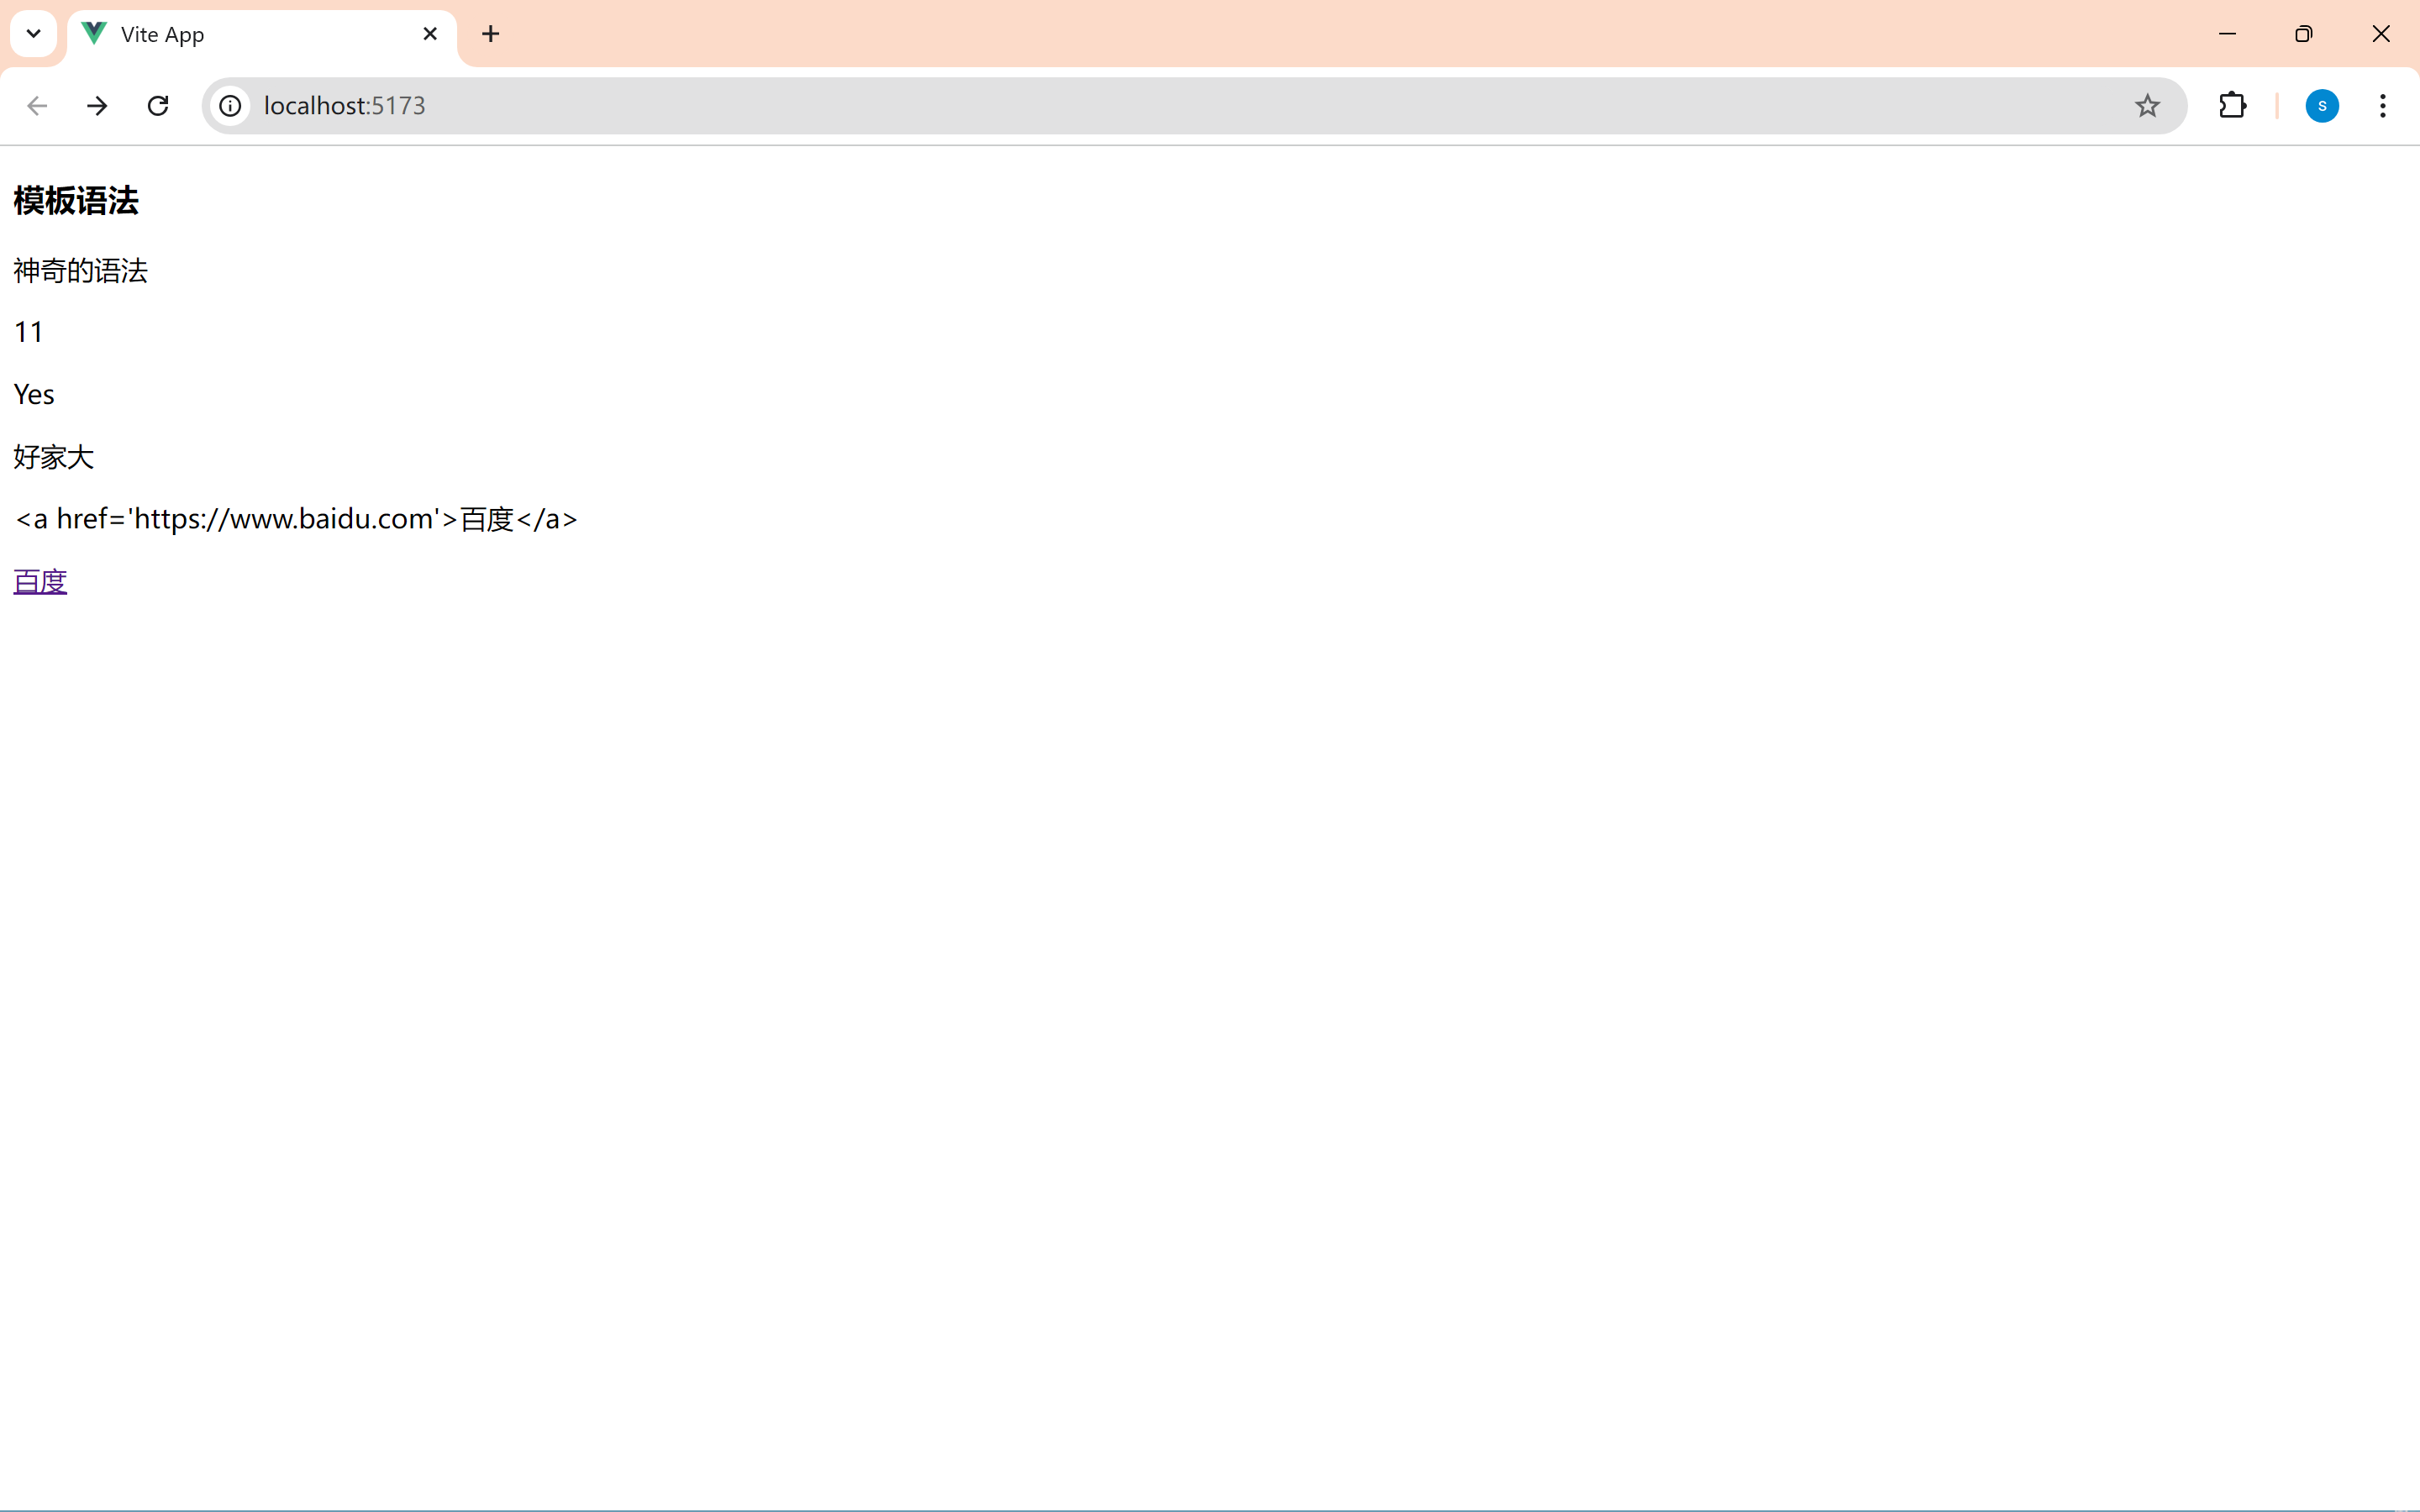 Vite App
localhost:5173
S
模板语法
神奇的语法
11
Yes
好家大
<a href='https://www.baidu.com'>百度</a>
百度